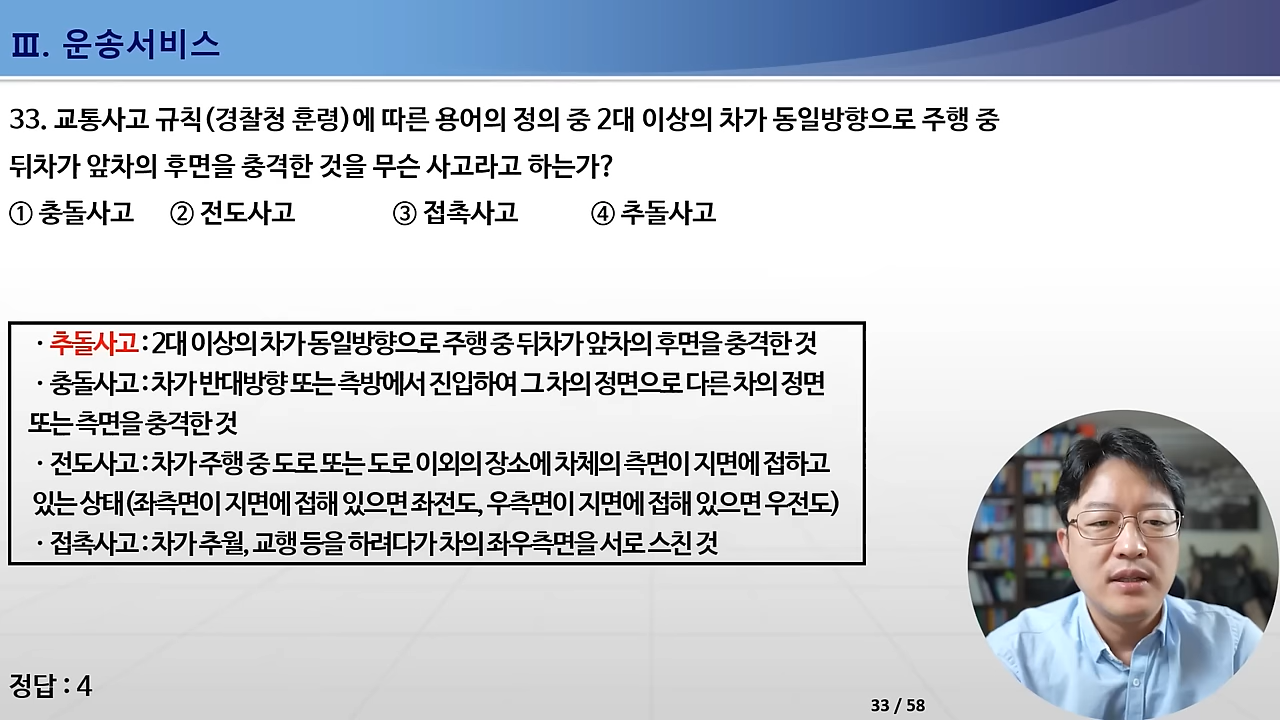 Ⅲ. 운송서비스
33. 교통사고 규칙(경찰청 훈령)에 따른 용어의 정의 중 2대 이상의 차가 동일방향으로 주행 중
뒤차가 앞차의 후면을 충격한 것을 무슨 사고라고 하는가?
① 충돌사고 ② 전도사고 ③ 접촉사고 ④ 추돌사고
· 추돌사고 : 2대 이상의 차가 동일방향으로 주행 중 뒤차가 앞차의 후면을 충격한 것
· 충돌사고 : 차가 반대방향 또는 측방에서 진입하여 그 차의 정면으로 다른 차의 정면
또는 측면을 충격한 것
· 전도사고 : 차가 주행 중 도로 또는 도로 이외의 장소에 차체의 측면이 지면에 접하고
있는 상태(좌측면이 지면에 접해 있으면 좌전도, 우측면이 지면에 접해 있으면 우전도)
· 접촉사고 : 차가 추월, 교행 등을 하려다가 차의 좌우측면을 서로 스친 것
정답 : 4
33 / 58